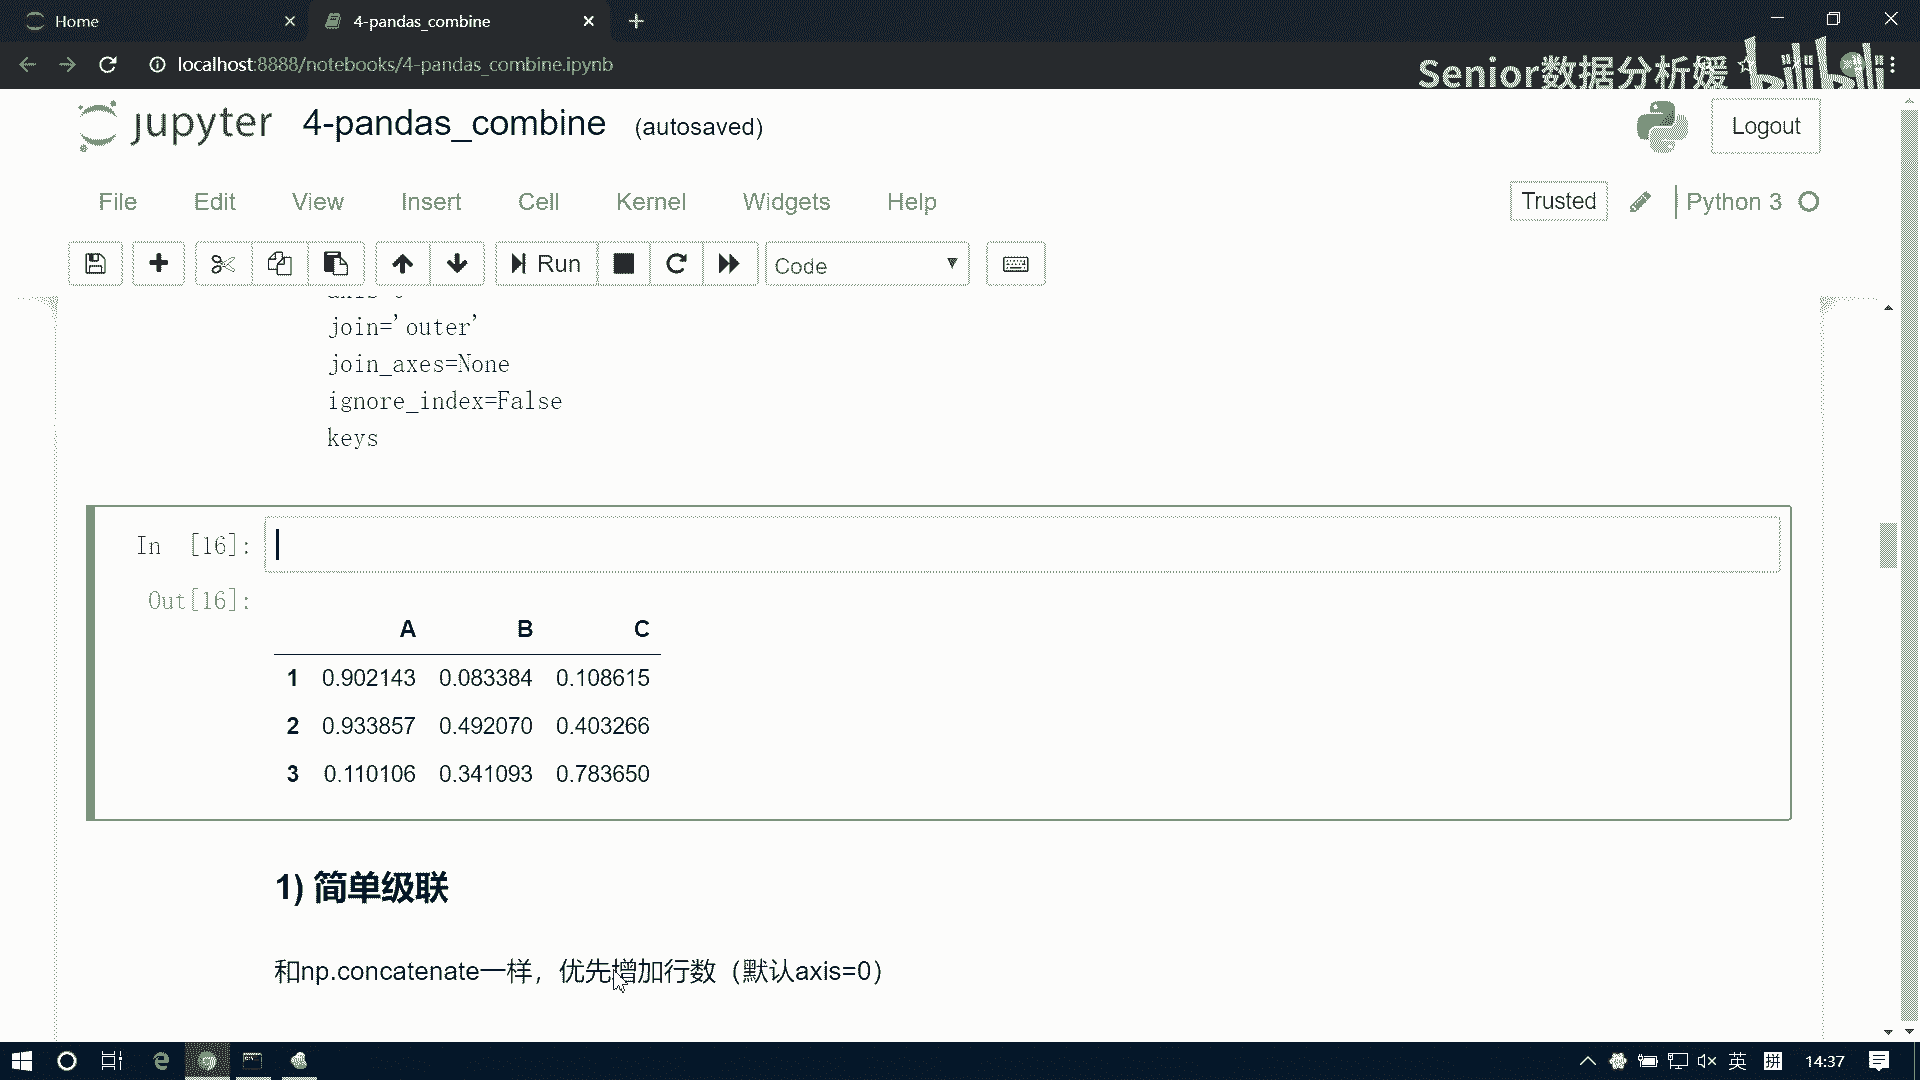 Home
4-pandas_combine
localhost:8888/notebooks/4-pandas_combine.ipynb
Senior数据分析媛
bilibili
jupyter 4-pandas_combine (autosaved)
Logout
File Edit View Insert Cell Kernel Widgets Help
Trusted
Python 3
Run
Code
join='outer'
join_axes=None
ignore_index=False
keys
In [16]:
Out[16]:
A B C
1 0.902143 0.083384 0.108615
2 0.933857 0.492070 0.403266
3 0.110106 0.341093 0.783650
1) 简单级联
和np.concatenate一样，优先增加行数（默认axis=0）
英
拼
14:37